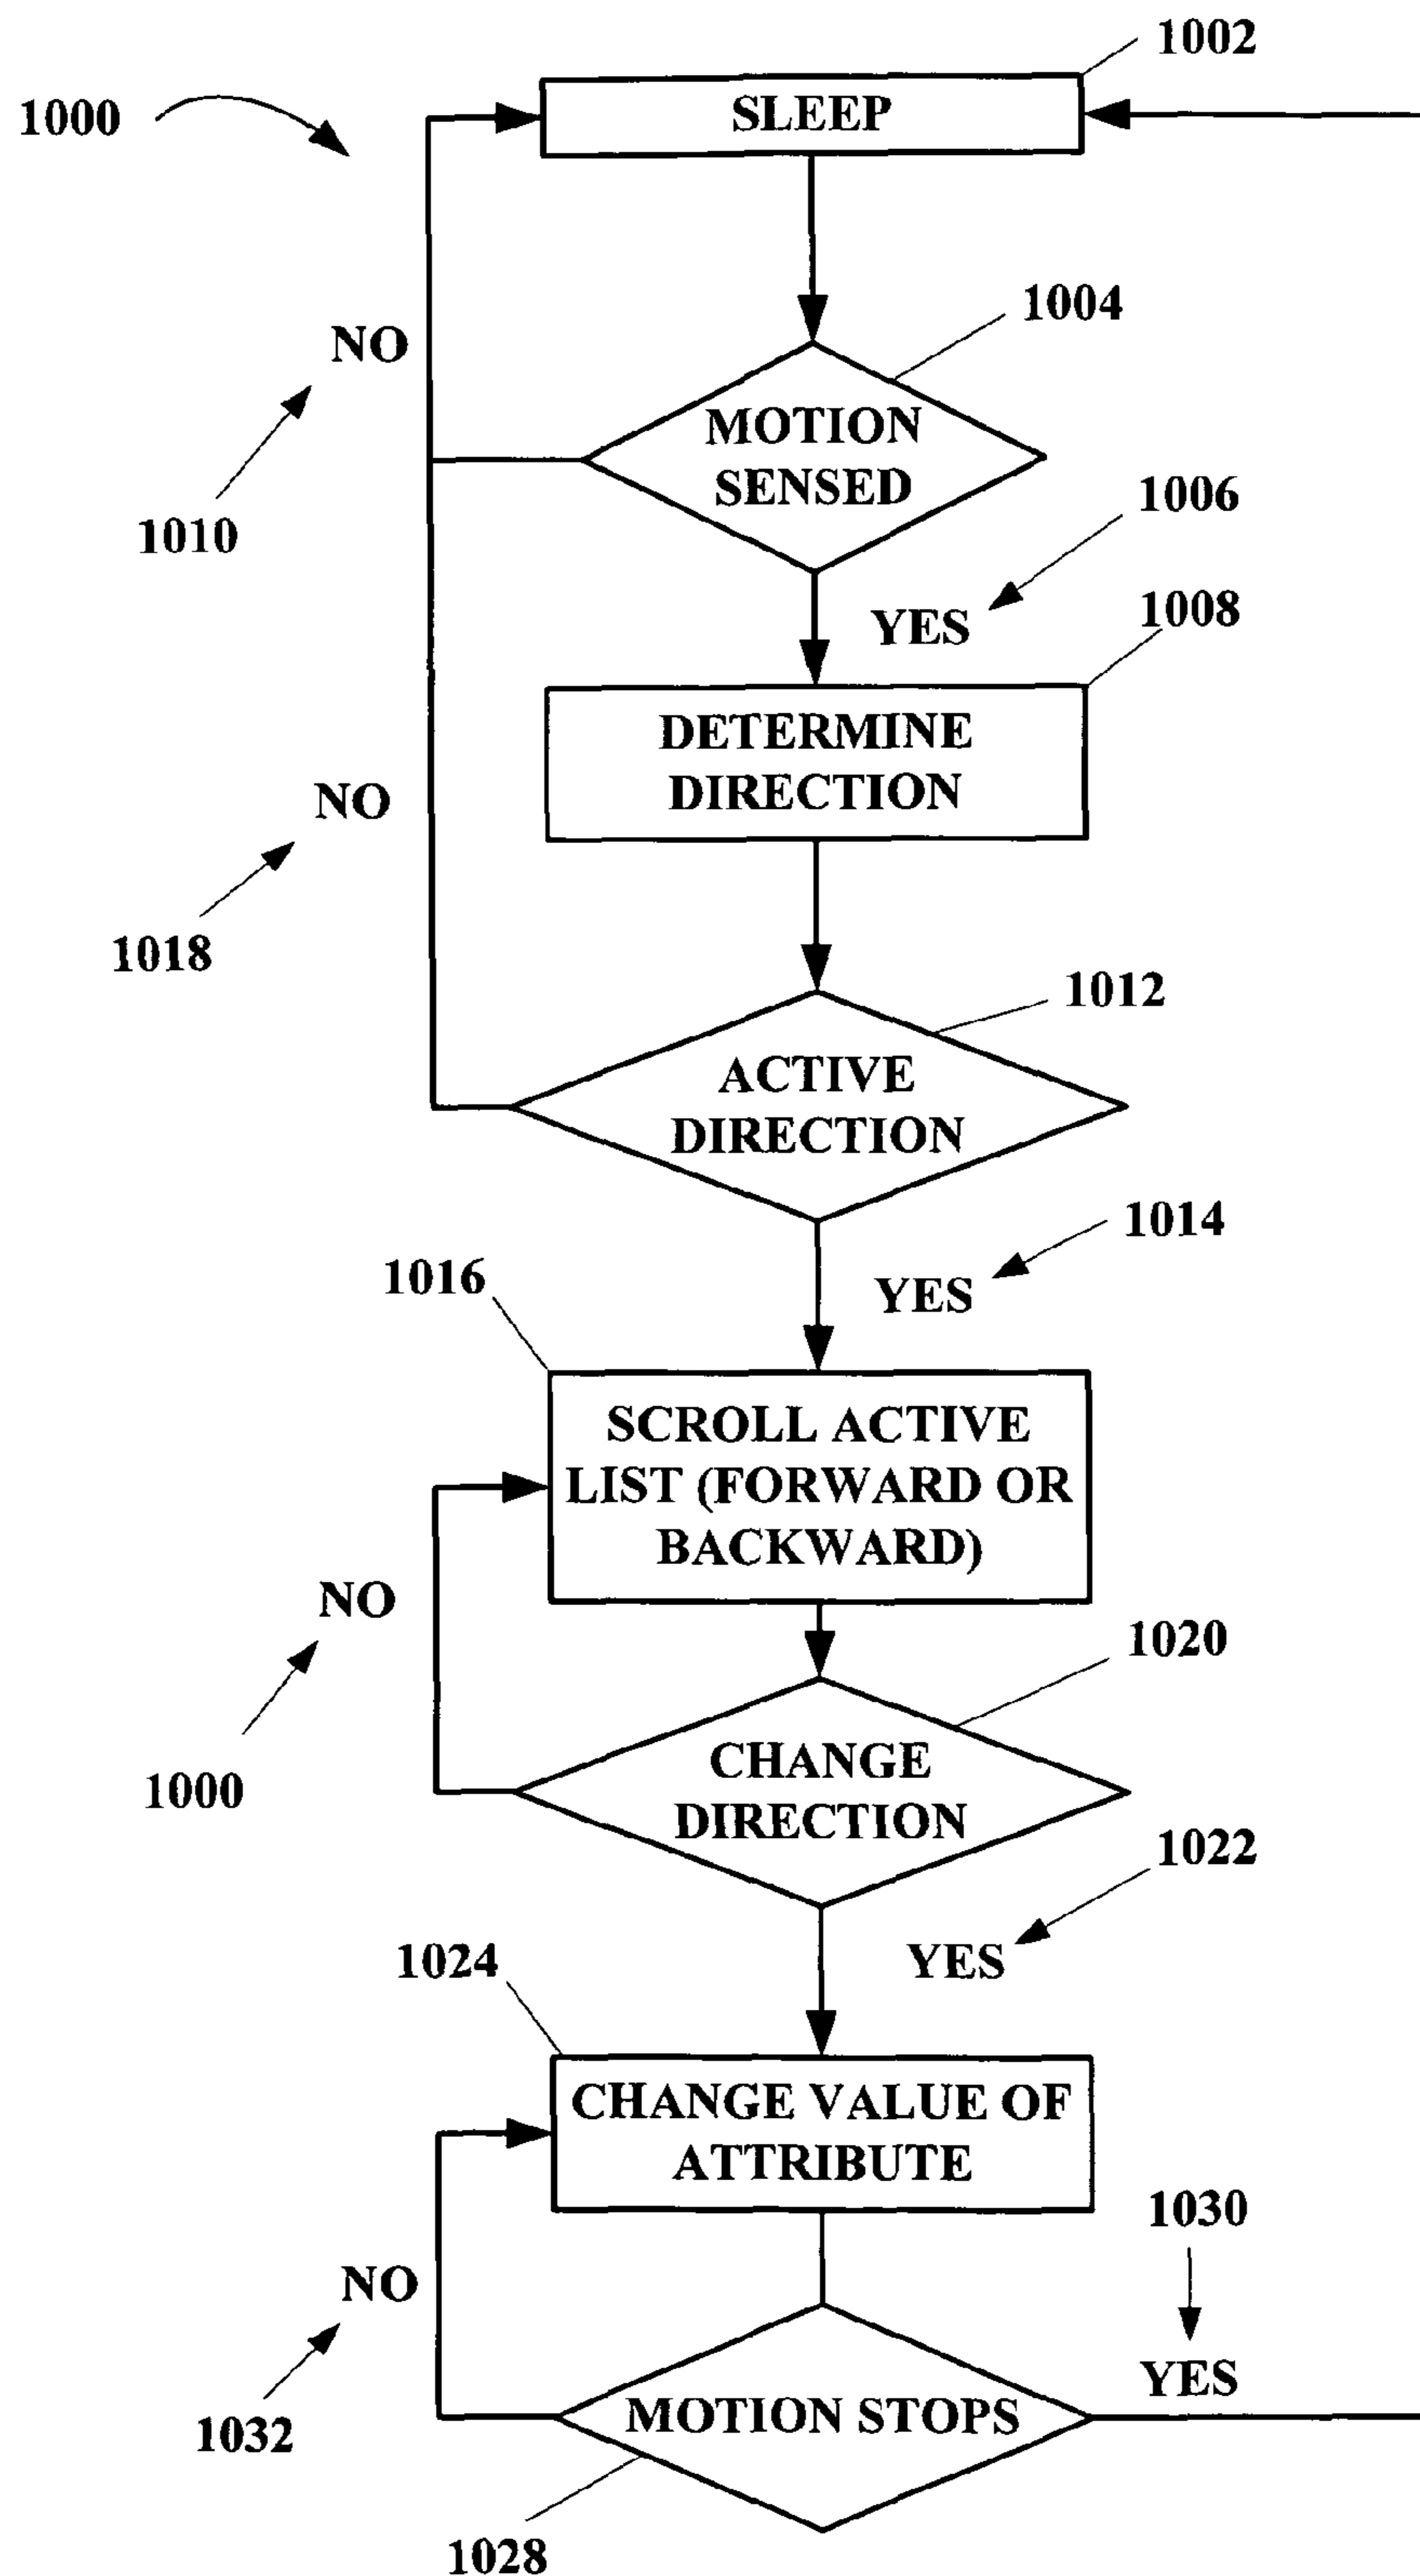 1002
1000
SLEEP
1004
NO
MOTION
SENSED
1006
1010
1008
YES
DETERMINE
DIRECTION
NO
1018
1012
ACTIVE
DIRECTION
1014
1016
YES
SCROLL ACTIVE
LIST (FORWARD OR
BACKWARD)
NO
1020
CHANGE
DIRECTION
1000
1022
1024
YES
CHANGE VALUE OF
ATTRIBUTE
1030
NO
YES
MOTION STOPS
1032
1028